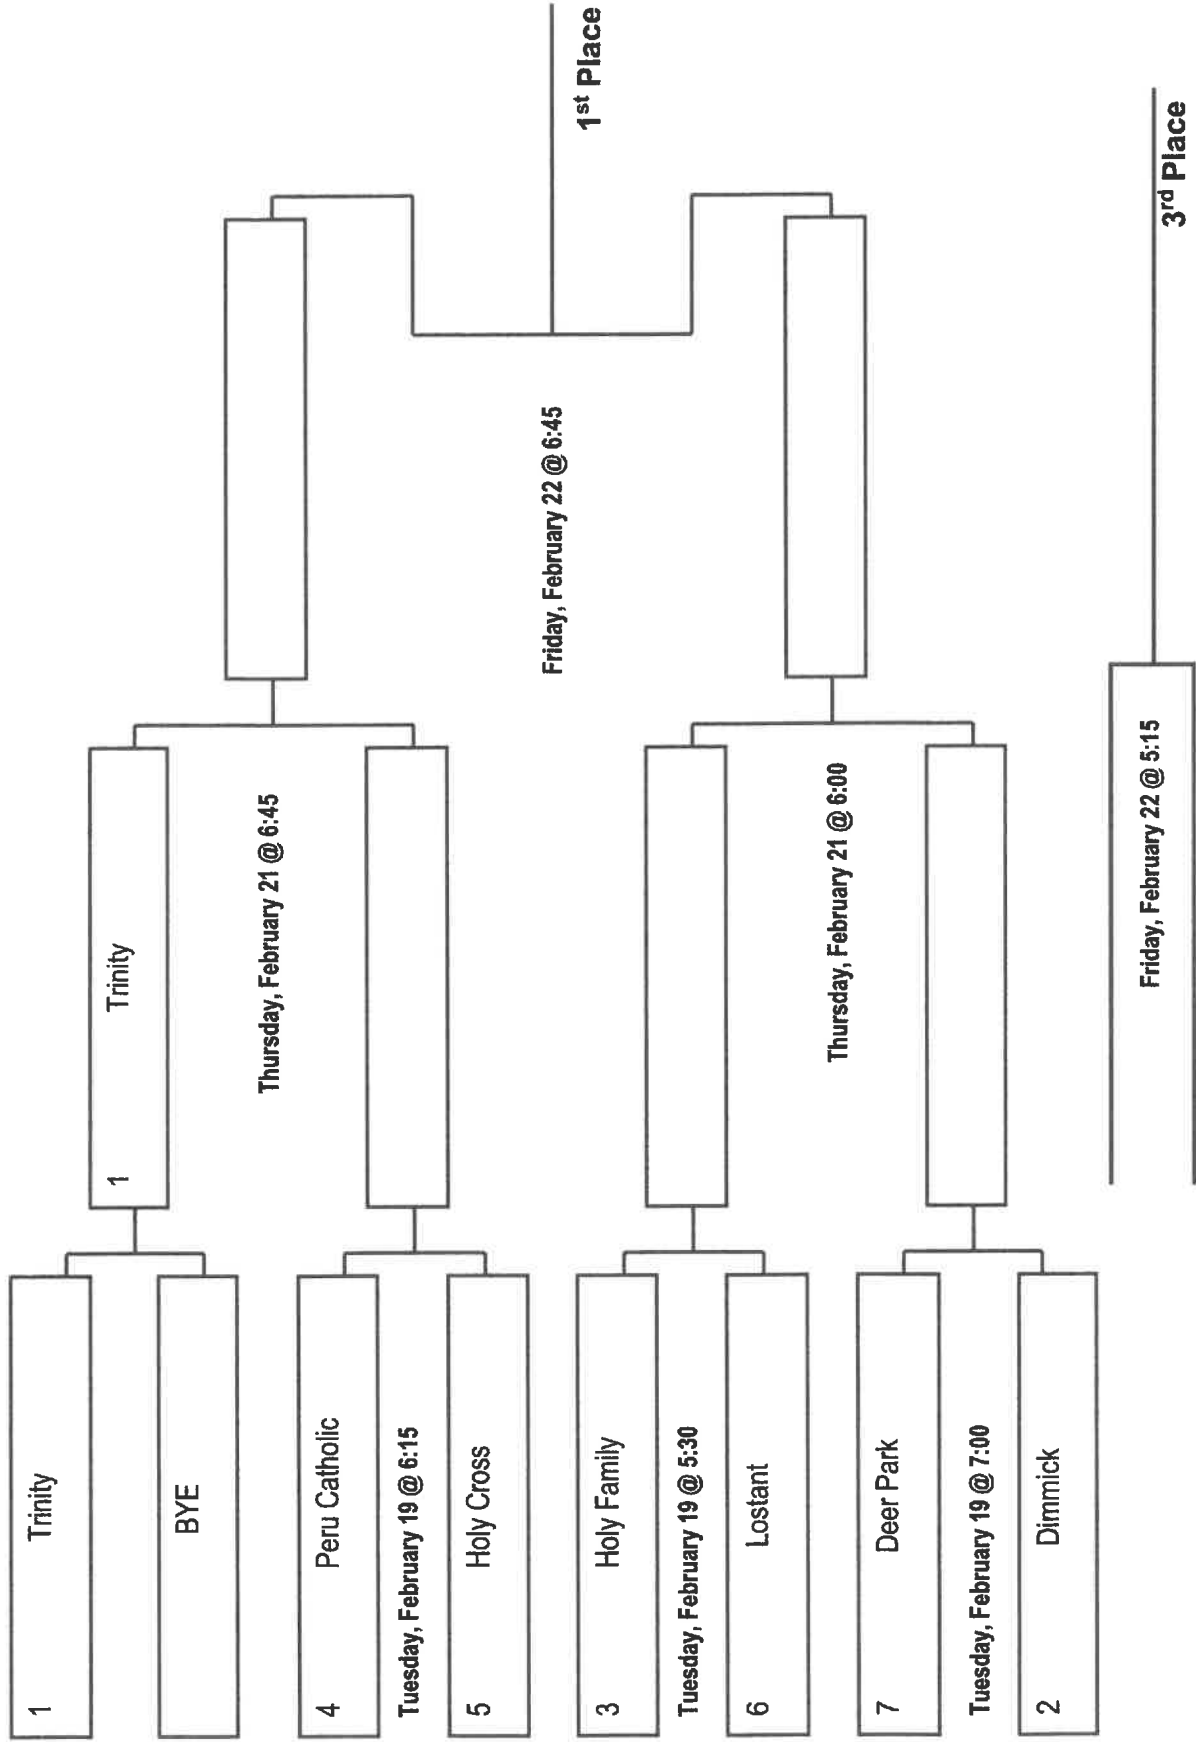 1 Trinity
BYE
4 Peru Catholic
Tuesday, February 19 @ 6:15
5 Holy Cross
3 Holy Family
Tuesday, February 19 @ 5:30
6 Lostant
7 Deer Park
Tuesday, February 19 @ 7:00
2 Dimmick
1 Trinity
Thursday, February 21 @ 6:45
Thursday, February 21 @ 6:00
Friday, February 22 @ 6:45
1st Place
Friday, February 22 @ 5:15
3rd Place